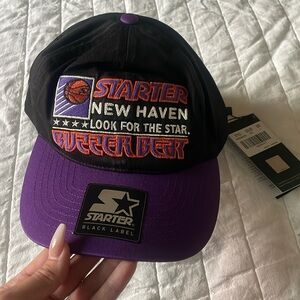 STARTER
NEW HAVEN
LOOK FOR THE STAR.
STARTER
BLACK LABEL